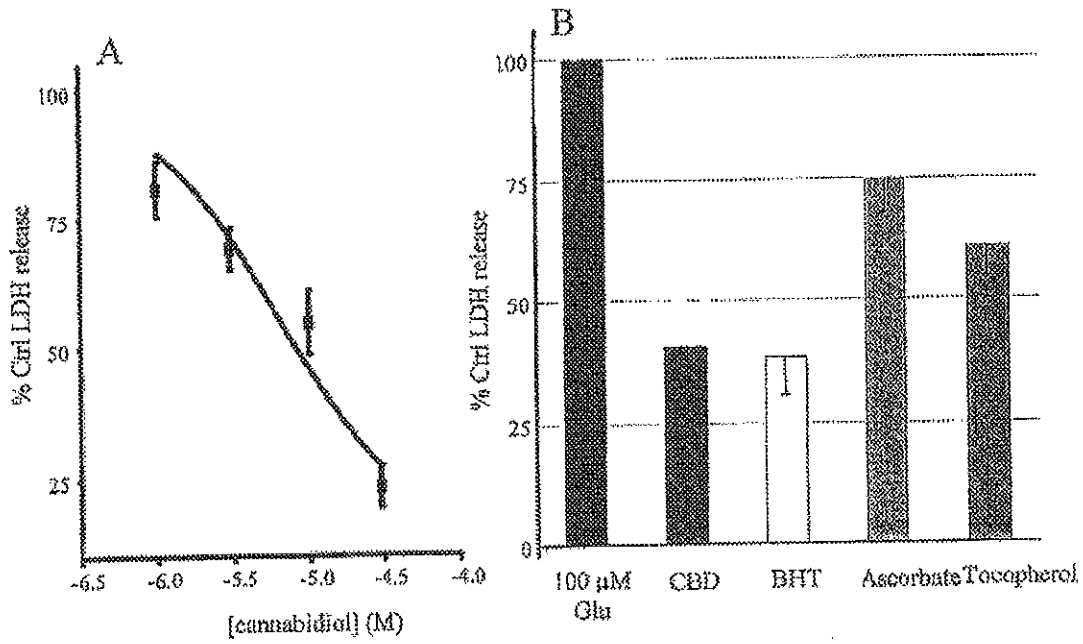 A
% Ctrl LDH release
100
75
50
25
-6.5 -6.0 -5.5 -5.0 -4.5 -4.0
[cannabidiol] (M)
B
% Ctrl LDH release
100
75
50
25
0
100 µM Glu
CBD
BHT
Ascorbate
Tocopherol